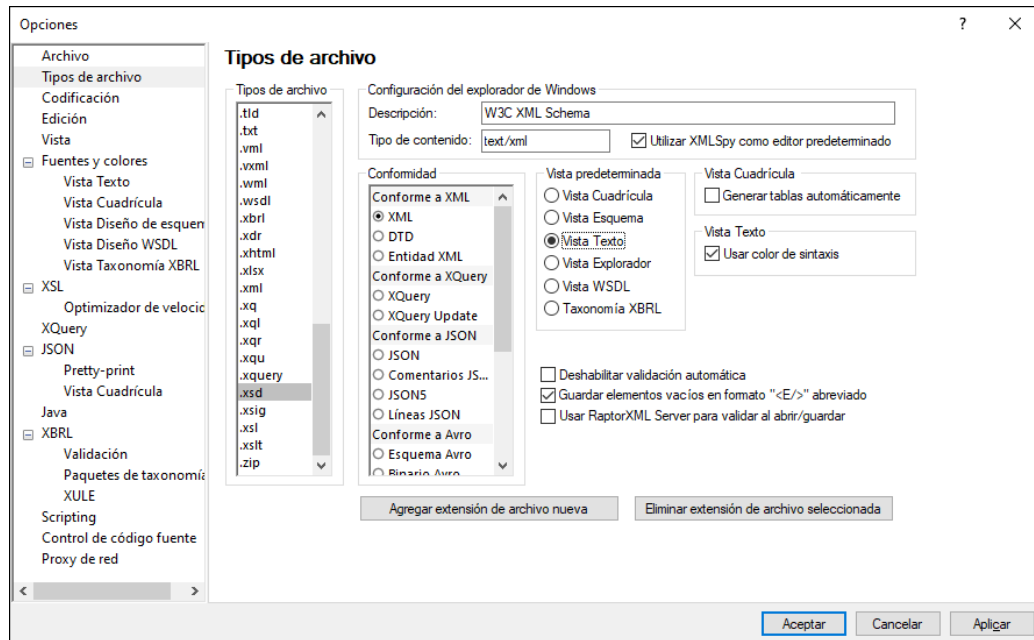 Opciones
?
Archivo
Tipos de archivo
Codificación
Edición
Vista
Fuentes y colores
Vista Texto
Vista Cuadrícula
Vista Diseño de esquem
Vista Diseño WSDL
Vista Taxonomía XBRL
XSL
Optimizador de velocid
XQuery
JSON
Pretty-print
Vista Cuadrícula
Java
XBRL
Validación
Paquetes de taxonomía
XULE
Scripting
Control de código fuente
Proxy de red
Tipos de archivo
Tipos de archivo
.tld
.txt
.vml
.vxml
.wml
.wsdl
.xbrl
.xdr
.xhtml
.xlsx
.xml
.xq
.xql
.xqr
.xqu
.xquery
.xsd
.xsig
.xsl
.xslt
.zip
Configuración del explorador de Windows
Descripción: W3C XML Schema
Tipo de contenido: text/xml Utilizar XMLSpy como editor predeterminado
Conformidad
Conforme a XML
XML
DTD
Entidad XML
Conforme a XQuery
XQuery
XQuery Update
Conforme a JSON
JSON
Comentarios JS...
JSON5
Líneas JSON
Conforme a Avro
Esquema Avro
Binario Avro
Vista predeterminada
Vista Cuadrícula
Vista Esquema
Vista Texto
Vista Explorador
Vista WSDL
Taxonomía XBRL
Vista Cuadrícula
Generar tablas automáticamente
Vista Texto
Usar color de sintaxis
Deshabilitar validación automática
Guardar elementos vacíos en formato "<E/>" abreviado
Usar RaptorXML Server para validar al abrir/guardar
Agregar extensión de archivo nueva
Eliminar extensión de archivo seleccionada
Aceptar
Cancelar
Aplicar